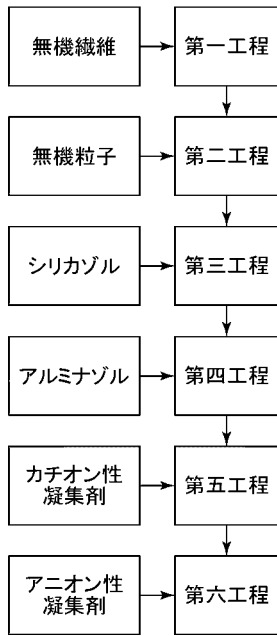 無機繊維
第一工程
無機粒子
第二工程
シリカゾル
第三工程
アルミナゾル
第四工程
カチオン性
凝集剤
第五工程
アニオン性
凝集剤
第六工程